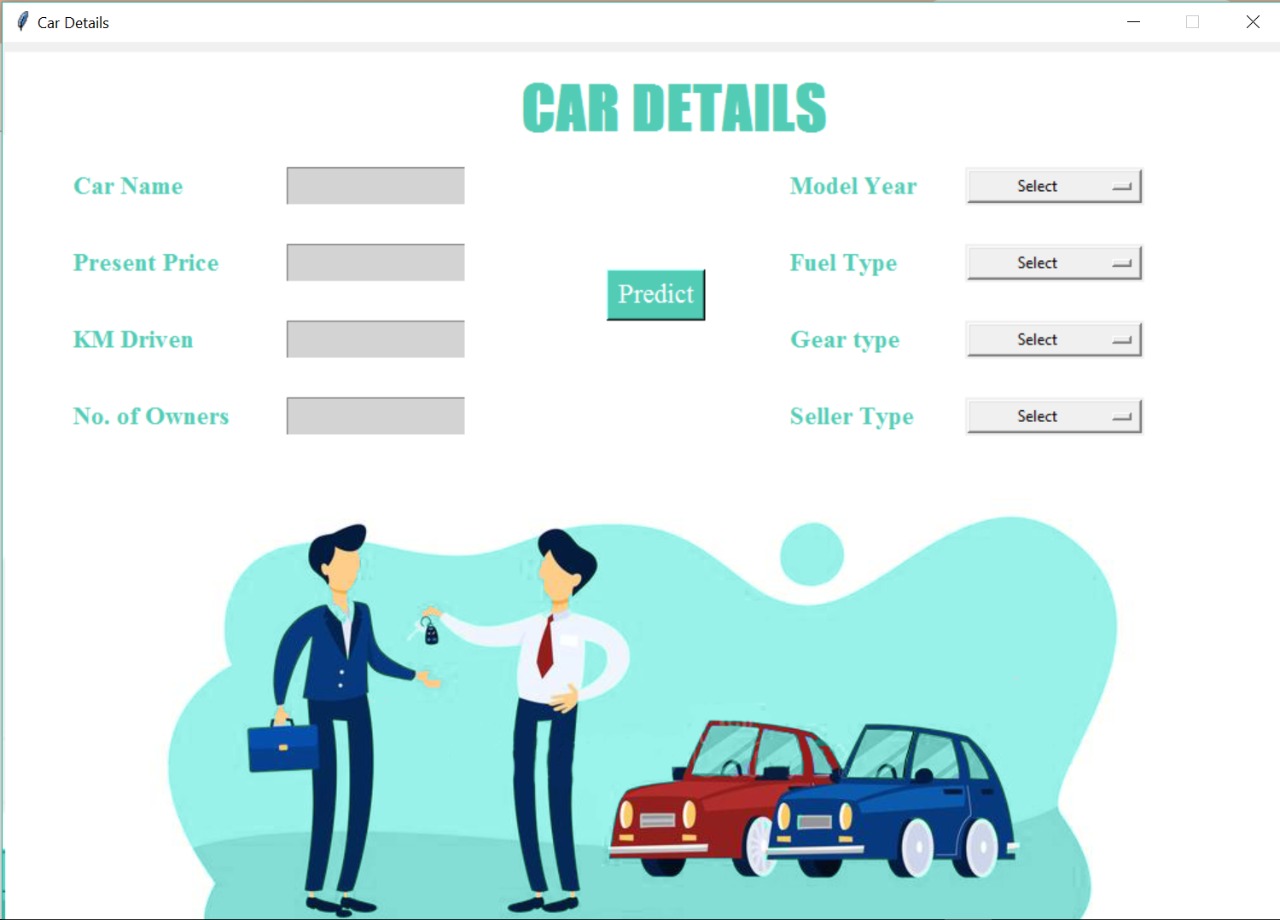 Car Details
CAR DETAILS
Car Name
Model Year Select
Present Price
Fuel Type Select
Predict
KM Driven
Gear type Select
No. of Owners
Seller Type Select